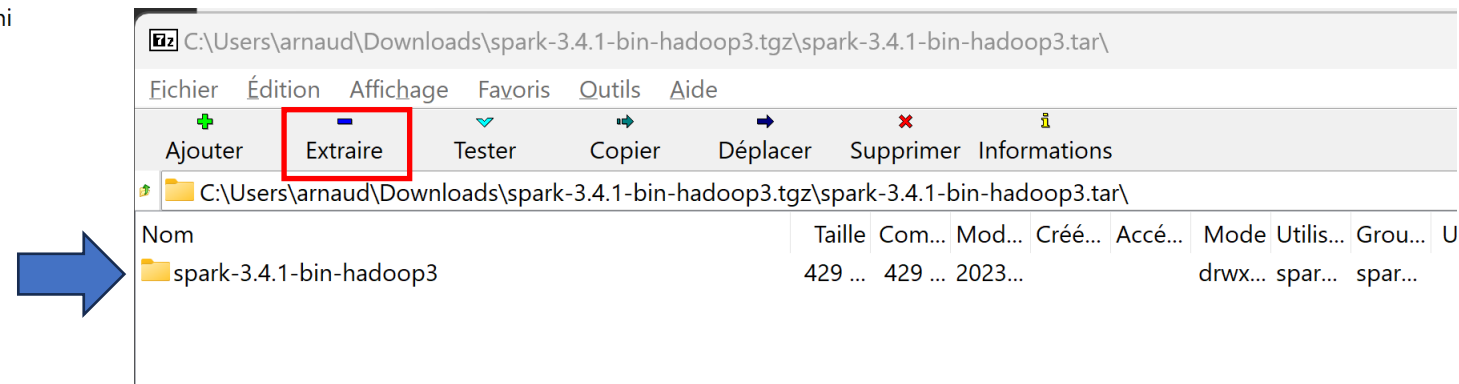 ni
C:\Users\arnaud\Downloads\spark-3.4.1-bin-hadoop3.tgz\spark-3.4.1-bin-hadoop3.tar\
Fichier Édition Affichage Favoris Outils Aide
Ajouter Extraire Tester Copier Déplacer Supprimer Informations
C:\Users\arnaud\Downloads\spark-3.4.1-bin-hadoop3.tgz\spark-3.4.1-bin-hadoop3.tar\
Nom Taille Com... Mod... Créé... Accé... Mode Utilis... Grou... U
spark-3.4.1-bin-hadoop3 429 ... 429 ... 2023... drwx... spar... spar...